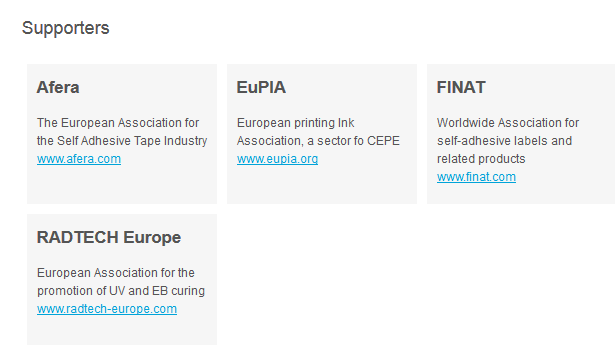 Supporters
Afera
The European Association for
the Self Adhesive Tape Industry
www.afera.com
EuPIA
European printing Ink
Association, a sector fo CEPE
www.eupia.org
FINAT
Worldwide Association for
self-adhesive labels and
related products
www.finat.com
RADTECH Europe
European Association for the
promotion of UV and EB curing
www.radtech-europe.com